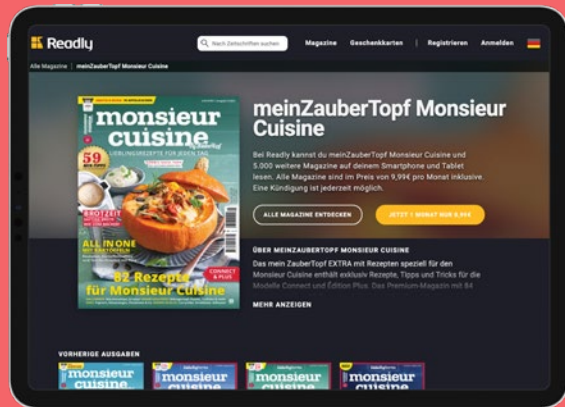 Readly
Nach Zeitschriften suchen
Magazine
Geschenkkarten
Registrieren
Anmelden
Alle Magazine | meinZauberTopf Monsieur Cuisine
monsieur
cuisine
LIEBLINGSREZEPTE FÜR JEDEN TAG
59
BROTZEIT
ALL IN ONE
MIT KARTOFFELN
CONNECT
& PLUS
82 Rezepte
für Monsieur Cuisine
meinZauberTopf Monsieur
Cuisine
Bei Readly kannst du meinZauberTopf Monsieur Cuisine und
5.000 weitere Magazine auf deinem Smartphone und Tablet
lesen. Alle Magazine sind im Preis von 9,99€ pro Monat inklusive.
Eine Kündigung ist jederzeit möglich.
ALLE MAGAZINE ENTDECKEN
JETZT 1 MONAT NUR 0,99€
ÜBER MEINZAUBERTOPF MONSIEUR CUISINE
Das mein ZauberTopf EXTRA mit Rezepten speziell für den
Monsieur Cuisine enthält exklusiv Rezepte, Tipps und Tricks für die
Modelle Connect und Édition Plus. Das Premium-Magazin mit 84
MEHR ANZEIGEN
VORHERIGE AUSGABEN
monsieur
cuisine
monsieur
cuisine
monsieur
cuisine
monsieur
cuisine